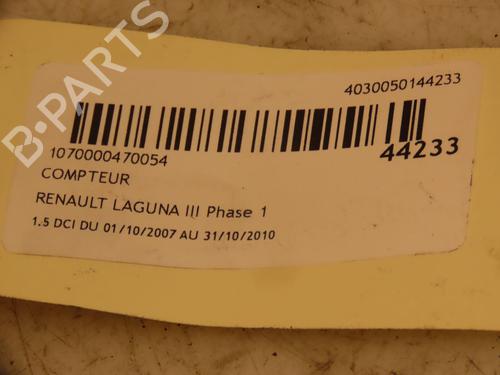 B-PARTS
4030050144233
1070000470054
44233
COMPTEUR
RENAULT LAGUNA III Phase 1
1.5 DCI DU 01/10/2007 AU 31/10/2010